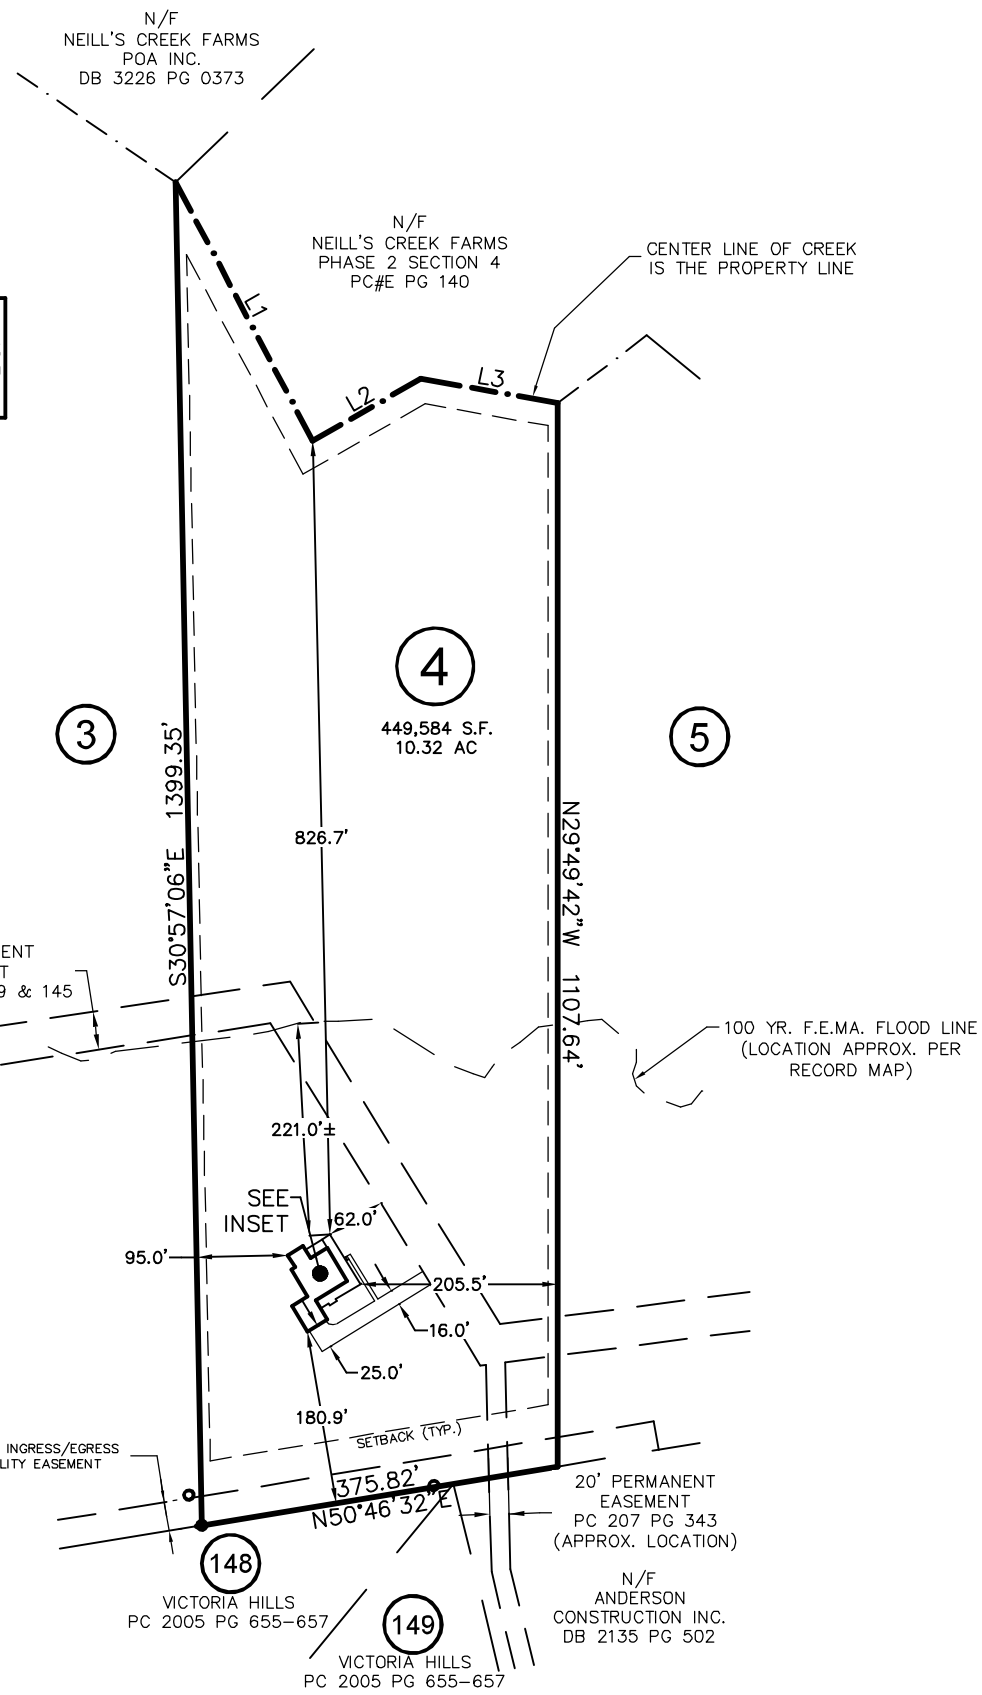 N/F
NEILL'S CREEK FARMS
POA INC.
DB 3226 PG 0373
N/F
NEILL'S CREEK FARMS
PHASE 2 SECTION 4
PC#E PG 140
CENTER LINE OF CREEK
IS THE PROPERTY LINE
L1
L2
L3
4
449,584 S.F.
10.32 AC
3
5
S30°57'06"E 1399.35'
826.7'
N29°49'42"W 1107.64'
9 & 145
100 YR. F.E.MA. FLOOD LINE
(LOCATION APPROX. PER
RECORD MAP)
221.0'±
SEE
INSET
62.0'
95.0'
205.5'
16.0'
25.0'
180.9'
SETBACK (TYP.)
INGRESS/EGRESS
EASEMENT
375.82'
N50°46'32"E
20' PERMANENT
EASEMENT
PC 207 PG 343
(APPROX. LOCATION)
148
VICTORIA HILLS
PC 2005 PG 655-657
N/F
ANDERSON
CONSTRUCTION INC.
DB 2135 PG 502
149
VICTORIA HILLS
PC 2005 PG 655-657